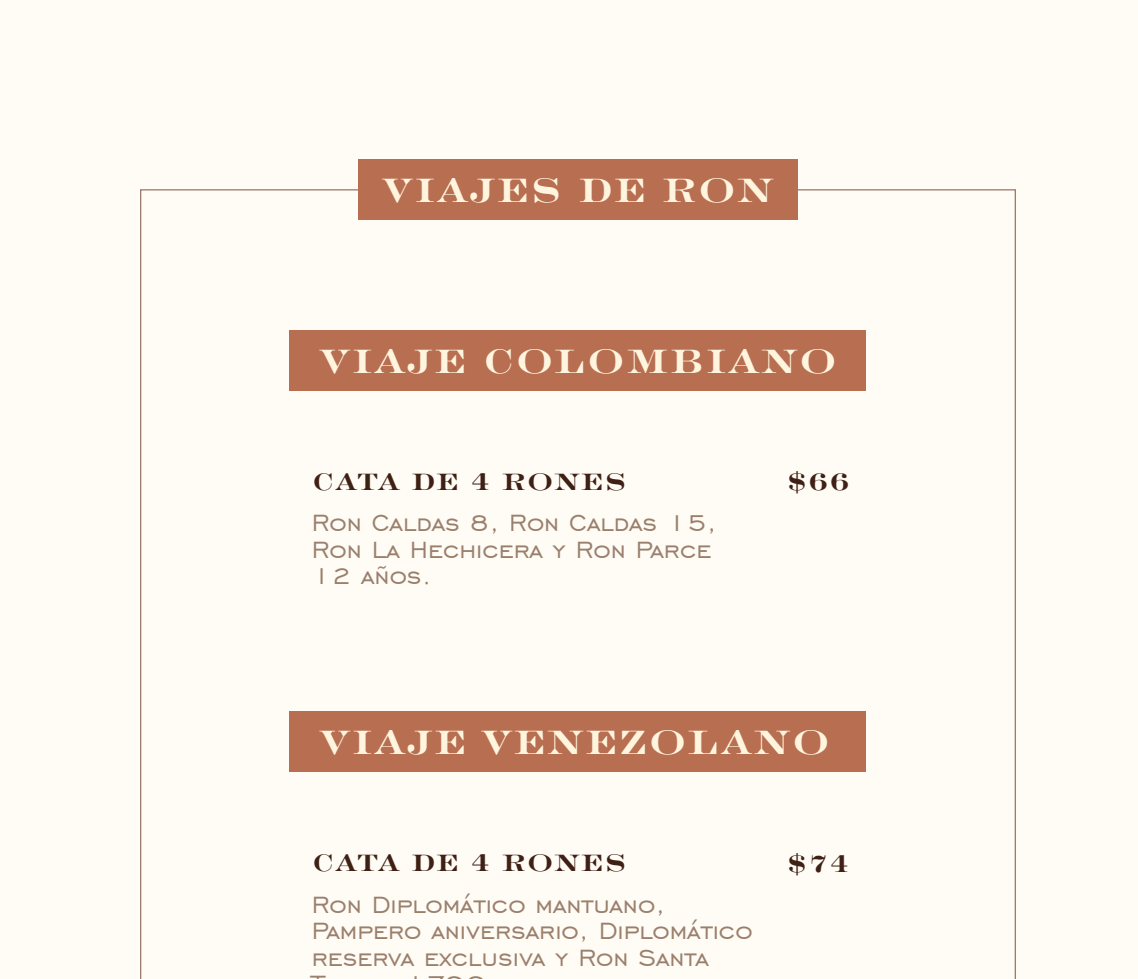 VIAJES DE RON
VIAJE COLOMBIANO
CATA DE 4 RONES $66
Ron Caldas 8, Ron Caldas 15,
Ron La Hechicera y Ron Parce
12 años.
VIAJE VENEZOLANO
CATA DE 4 RONES $74
Ron Diplomático mantuano,
Pampero aniversario, Diplomático
reserva exclusiva y Ron Santa